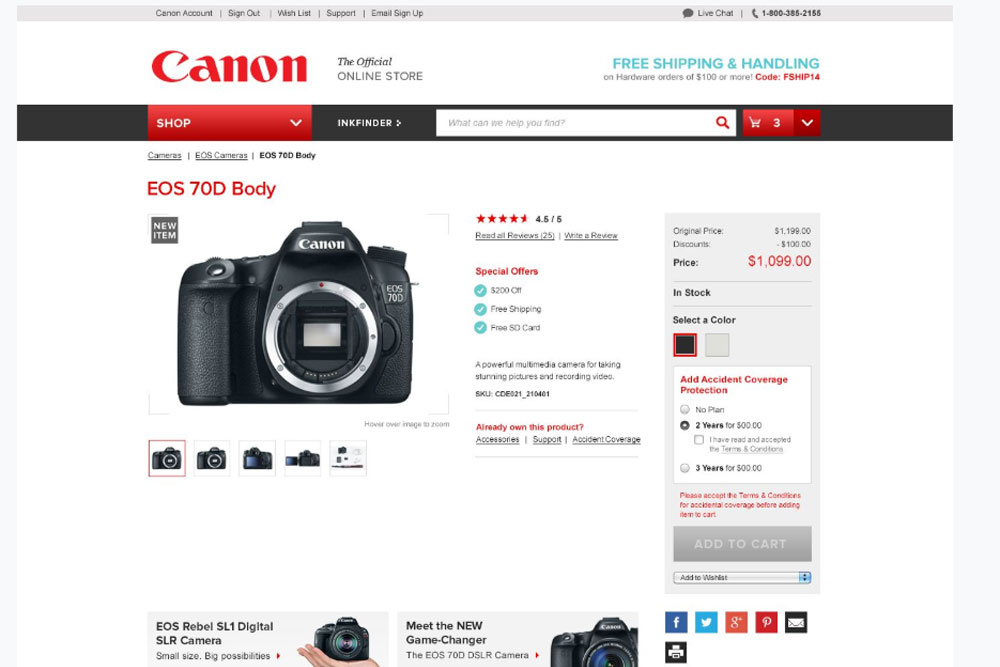 Canon Account | Sign Out | Wish List | Support | Email Sign Up
Live Chat | 1-800-385-2155
Canon
The Official
ONLINE STORE
FREE SHIPPING & HANDLING
on Hardware orders of $100 or more! Code: FSHIP14
SHOP
INKFINDER >
What can we help you find?
3
Cameras | EOS Cameras | EOS 70D Body
EOS 70D Body
NEW
ITEM
Canon
EOS
70D
Hover over image to zoom
4.5 / 5
Read all Reviews (25) | Write a Review
Special Offers
$200 Off
Free Shipping
Free SD Card
A powerful multimedia camera for taking
stunning pictures and recording video.
SKU: CDE021_210401
Already own this product?
Accessories | Support | Accident Coverage
Original Price: $1,199.00
Discounts: - $100.00
Price: $1,099.00
In Stock
Select a Color
Add Accident Coverage
Protection
No Plan
2 Years for $00.00
I have read and accepted
the Terms & Conditions
3 Years for $00.00
Please accept the Terms & Conditions
for accidental coverage before adding
item to cart.
ADD TO CART
Add to Wishlist
EOS Rebel SL1 Digital
SLR Camera
Small size. Big possibilities
Meet the NEW
Game-Changer
The EOS 70D DSLR Camera